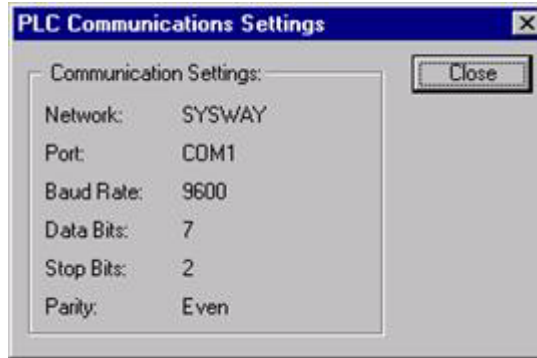 PLC Communications Settings
Communication Settings:
Close
Network: SYSWAY
Port: COM1
Baud Rate: 9600
Data Bits: 7
Stop Bits: 2
Parity: Even